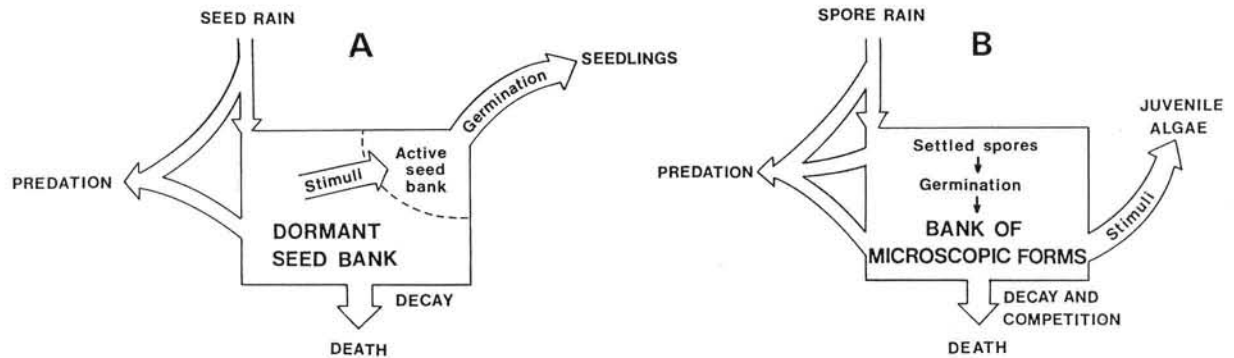 SEED RAIN
A
SEEDLINGS
Germination
Active
seed
bank
Stimuli
PREDATION
DORMANT
SEED BANK
DECAY
DEATH
SPORE RAIN
B
JUVENILE
ALGAE
Settled spores
Germination
PREDATION
BANK OF
MICROSCOPIC FORMS
Stimuli
DECAY AND
COMPETITION
DEATH